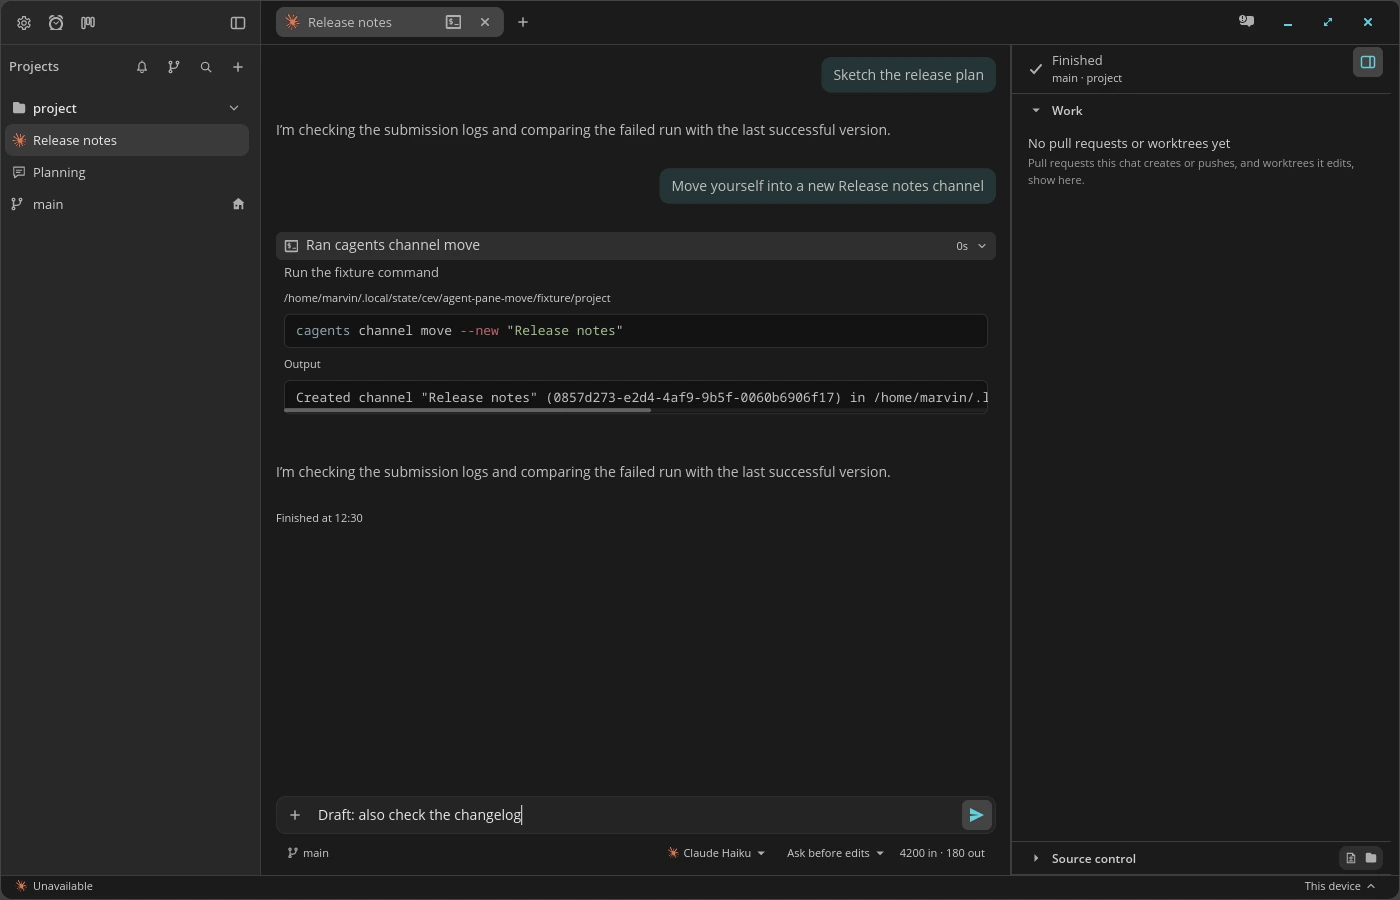 Release notes
Projects
project
Release notes
Planning
main
Sketch the release plan
I'm checking the submission logs and comparing the failed run with the last successful version.
Move yourself into a new Release notes channel
Ran cagents channel move
0s
Run the fixture command
/home/marvin/.local/state/cev/agent-pane-move/fixture/project
cagents channel move --new "Release notes"
Output
Created channel "Release notes" (0857d273-e2d4-4af9-9b5f-0060b6906f17) in /home/marvin/.l
I'm checking the submission logs and comparing the failed run with the last successful version.
Finished at 12:30
Draft: also check the changelog
main
Claude Haiku
Ask before edits
4200 in · 180 out
Finished
main · project
Work
No pull requests or worktrees yet
Pull requests this chat creates or pushes, and worktrees it edits,
show here.
Source control
Unavailable
This device